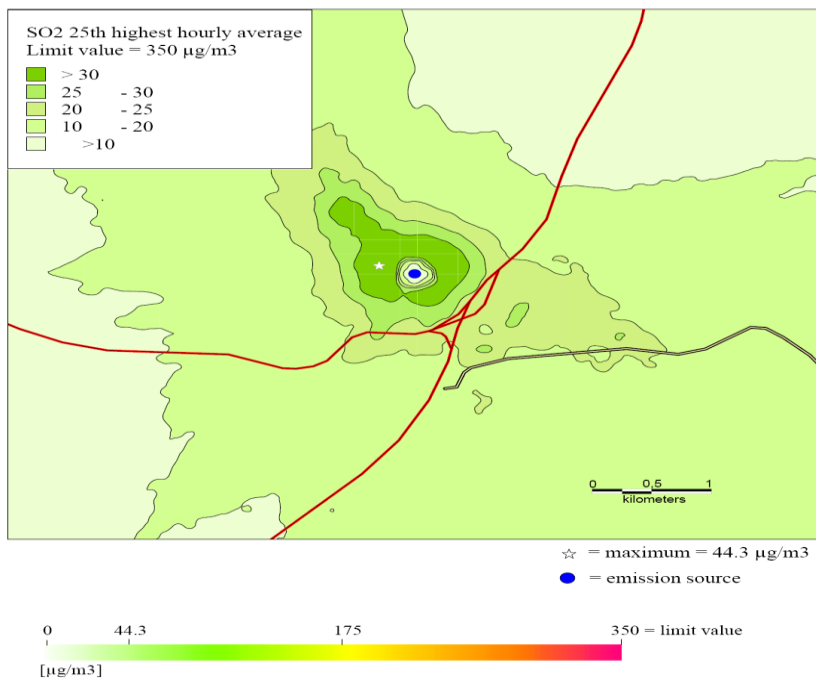 SO2 25th highest hourly average
Limit value = 350 µg/m3
> 30
25 - 30
20 - 25
10 - 20
>10
0 0,5 1
kilometers
= maximum = 44.3 µg/m3
= emission source
0 44.3 175 350 = limit value
[µg/m3]